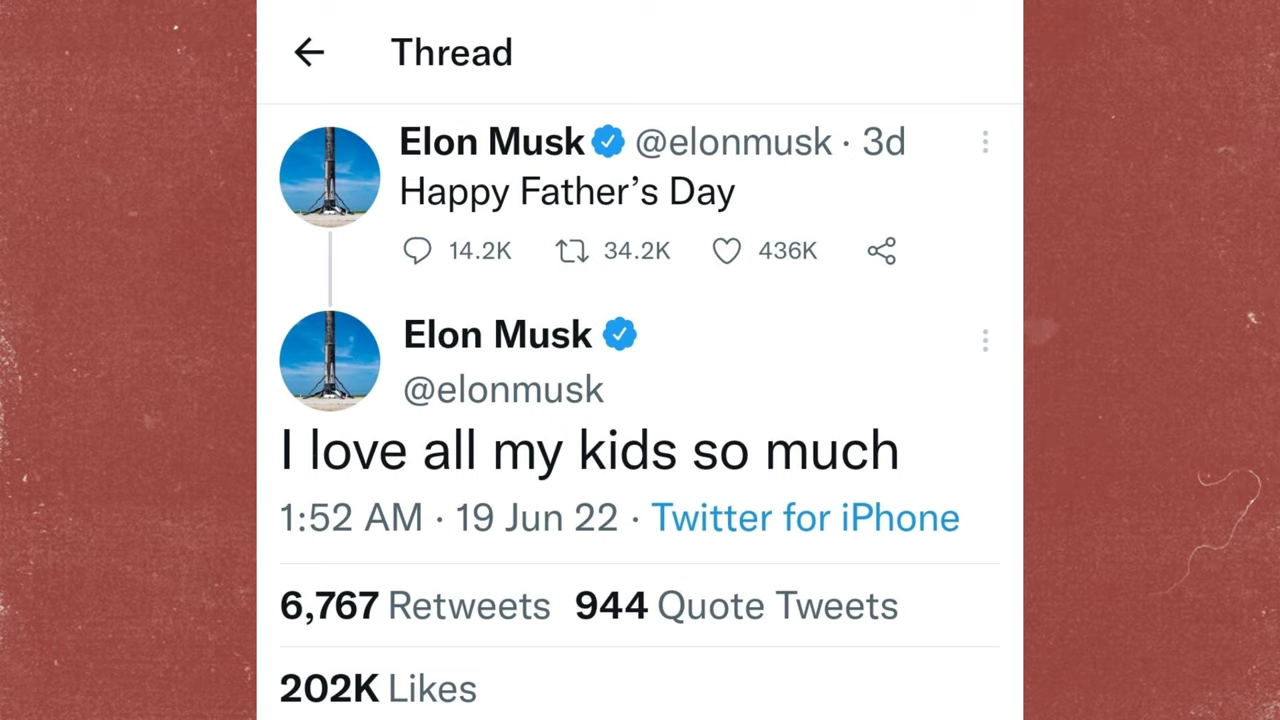 Thread
Elon Musk @elonmusk · 3d
Happy Father’s Day
14.2K 34.2K 436K
Elon Musk
@elonmusk
I love all my kids so much
1:52 AM · 19 Jun 22 · Twitter for iPhone
6,767 Retweets 944 Quote Tweets
202K Likes